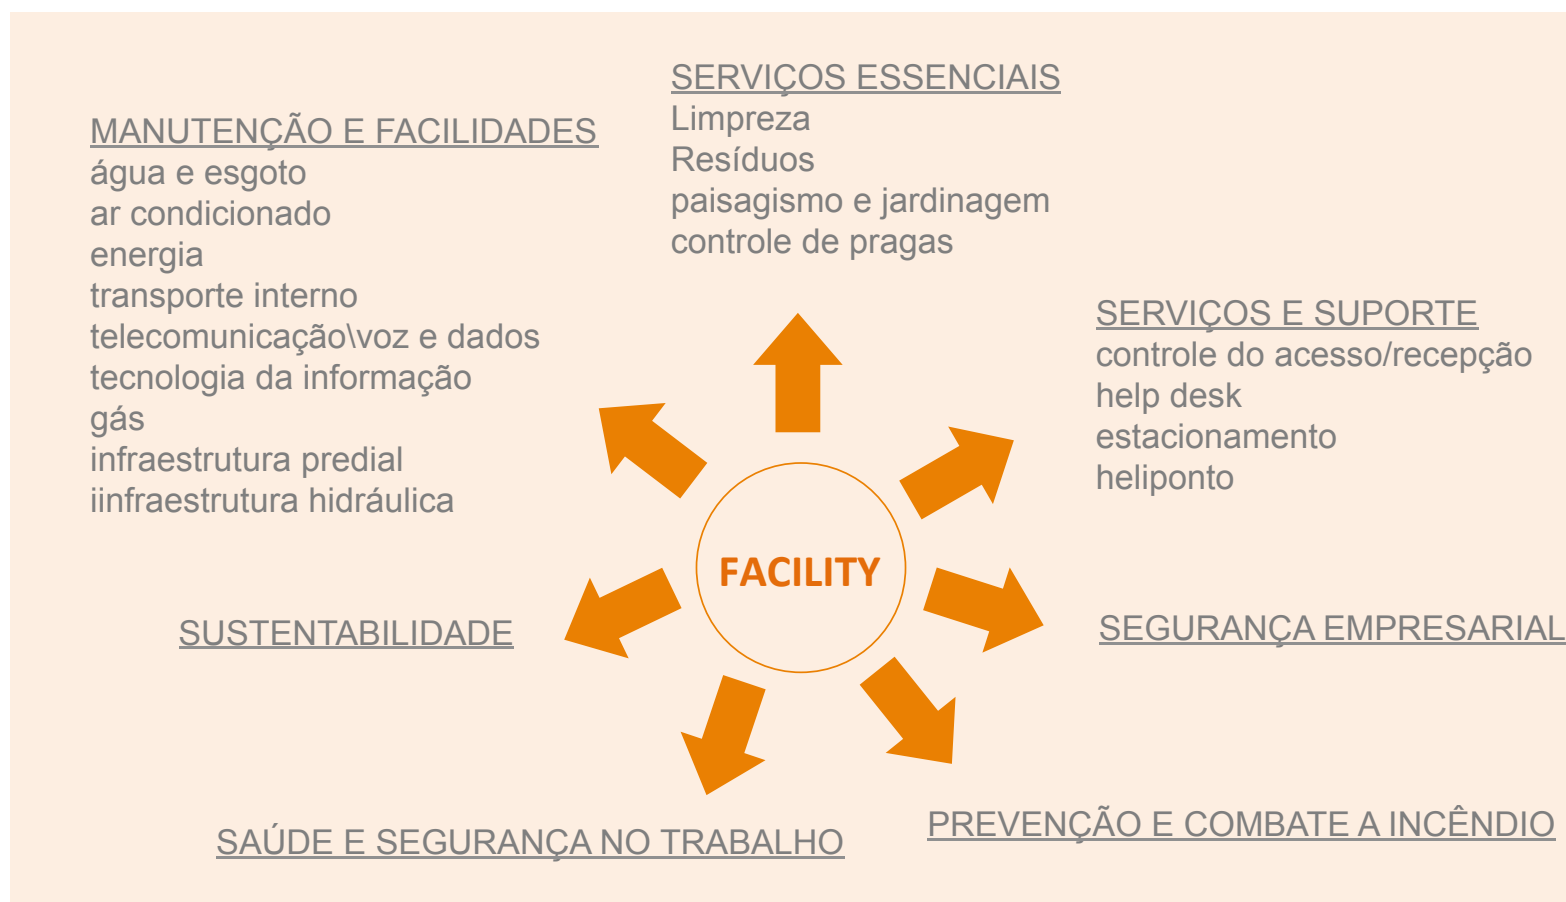 SERVIÇOS ESSENCIAIS
Limpreza
Resíduos
paisagismo e jardinagem
controle de pragas
MANUTENÇÃO E FACILIDADES
água e esgoto
ar condicionado
energia
transporte interno
telecomunicação\voz e dados
tecnologia da informação
gás
infraestrutura predial
iinfraestrutura hidráulica
SERVIÇOS E SUPORTE
controle do acesso/recepção
help desk
estacionamento
heliponto
FACILITY
SUSTENTABILIDADE
SEGURANÇA EMPRESARIAL
SAÚDE E SEGURANÇA NO TRABALHO
PREVENÇÃO E COMBATE A INCÊNDIO